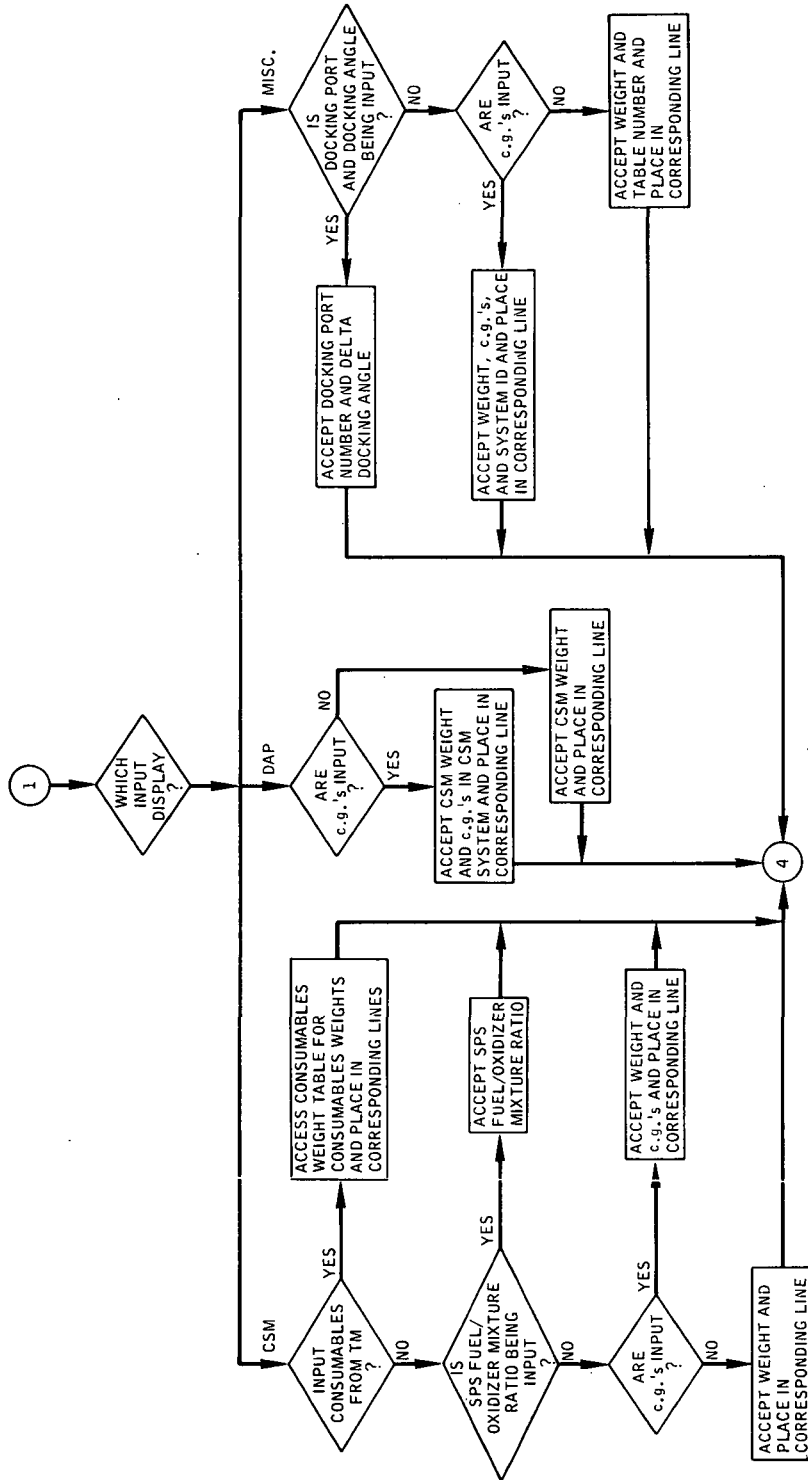 1
WHICH
INPUT
DISPLAY
?
CSM
INPUT
CONSUMABLES
FROM TM
?
YES
ACCESS CONSUMABLES
WEIGHT TABLE FOR
CONSUMABLES WEIGHTS
AND PLACE IN
CORRESPONDING LINES
NO
IS
SPS FUEL/
OXIDIZER MIXTURE
RATIO BEING
INPUT
?
YES
ACCEPT SPS
FUEL/OXIDIZER
MIXTURE RATIO
NO
ARE
c.g.'s INPUT
?
YES
ACCEPT WEIGHT AND
c.g.'s AND PLACE IN
CORRESPONDING LINE
NO
ACCEPT WEIGHT AND
PLACE IN
CORRESPONDING LINE
DAP
ARE
c.g.'s INPUT
?
NO
YES
ACCEPT CSM WEIGHT
AND c.g.'s IN CSM
SYSTEM AND PLACE IN
CORRESPONDING LINE
ACCEPT CSM WEIGHT
AND PLACE IN
CORRESPONDING LINE
MISC.
IS
DOCKING PORT
AND DOCKING ANGLE
BEING INPUT
?
YES
ACCEPT DOCKING PORT
NUMBER AND DELTA
DOCKING ANGLE
NO
ARE
c.g.'s INPUT
?
YES
ACCEPT WEIGHT, c.g.'s,
AND SYSTEM ID AND PLACE
IN CORRESPONDING LINE
NO
ACCEPT WEIGHT AND
TABLE NUMBER AND
PLACE IN
CORRESPONDING LINE
4